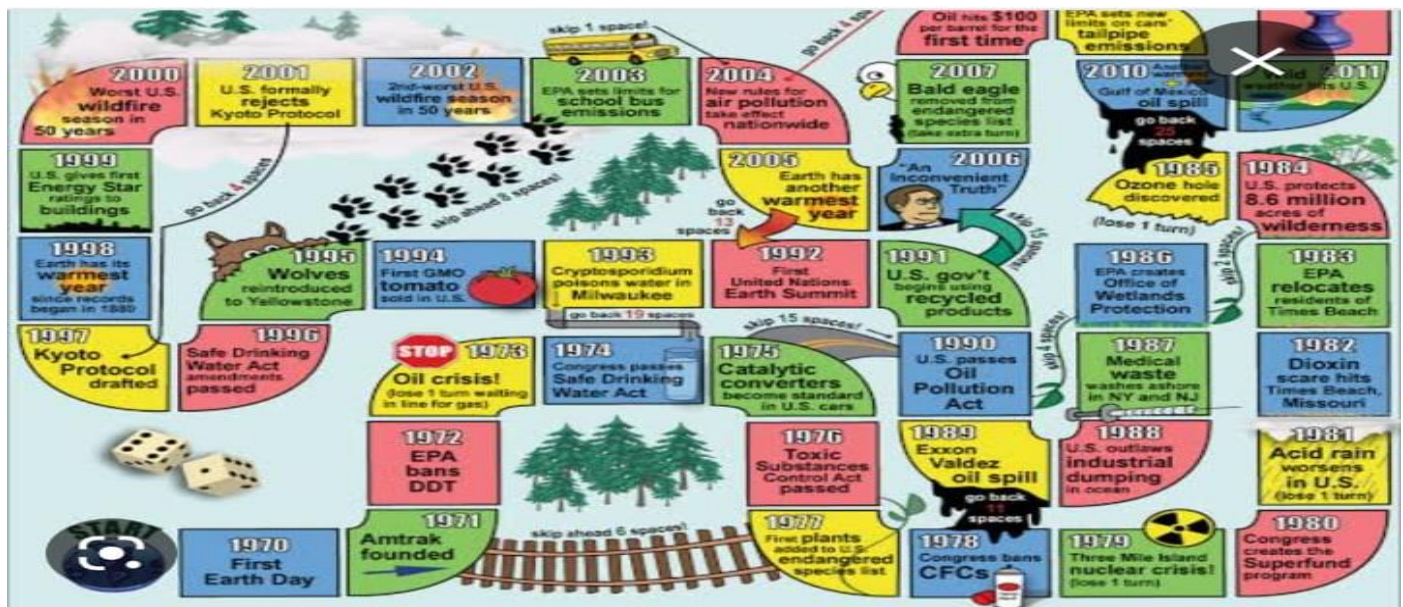 Oil hits $100
per barrel for the
first time
EPA sets new
limits on cars'
tailpipe
emissions
skip 1 space!
go back 4 spa
2000
Worst U.S.
wildfire
season in
50 years
2001
U.S. formally
rejects
Kyoto Protocol
2002
2nd-worst U.S.
wildfire season
in 50 years
2003
EPA sets limits for
school bus
emissions
2004
New rules for
air pollution
take effect
nationwide
2007
Bald eagle
removed from
endangered
species list
(take extra turn)
2010
Gulf of Mexico
oil spill
go back
25
spaces
2011
Wild
weather hits U.S.
1999
U.S. gives first
Energy Star
ratings to
buildings
go back 4 spaces
skip ahead 8 spaces!
2005
Earth has
another
warmest
year
go
back
13
spaces
2006
"An
Inconvenient
Truth"
skip 15 spaces!
1985
Ozone hole
discovered
(lose 1 turn)
1984
U.S. protects
8.6 million
acres of
wilderness
1998
Earth has its
warmest
year
since records
began in 1880
1995
Wolves
reintroduced
to Yellowstone
1994
First GMO
tomato
sold in U.S.
1993
Cryptosporidium
poisons water in
Milwaukee
go back 19 spaces
1992
First
United Nations
Earth Summit
1991
U.S. gov't
begins using
recycled
products
1986
EPA creates
Office of
Wetlands
Protection
skip 2 spaces!
1983
EPA
relocates
residents of
Times Beach
1997
Kyoto
Protocol
drafted
1996
Safe Drinking
Water Act
amendments
passed
STOP
1973
Oil crisis!
(lose 1 turn waiting
in line for gas)
1974
Congress passes
Safe Drinking
Water Act
skip 15 spaces!
1975
Catalytic
converters
become standard
in U.S. cars
1990
U.S. passes
Oil
Pollution
Act
skip 4 spaces!
1987
Medical
waste
washes ashore
in NY and NJ
1982
Dioxin
scare hits
Times Beach,
Missouri
1972
EPA
bans
DDT
1976
Toxic
Substances
Control Act
passed
1989
Exxon
Valdez
oil spill
go back
11
spaces
1988
U.S. outlaws
industrial
dumping
in ocean
1981
Acid rain
worsens
in U.S.
(lose 1 turn)
START
1970
First
Earth Day
1971
Amtrak
founded
skip ahead 6 spaces!
1977
First plants
added to U.S.
endangered
species list
1978
Congress bans
CFCs
1979
Three Mile Island
nuclear crisis!
(lose 1 turn)
1980
Congress
creates the
Superfund
program